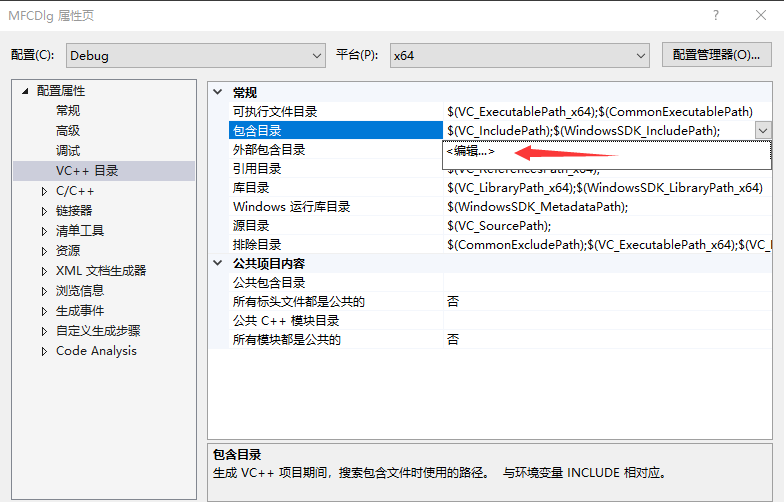 MFCDlg 属性页
配置(C): Debug 平台(P): x64 配置管理器(O)...
配置属性
常规
高级
调试
VC++ 目录
C/C++
链接器
清单工具
资源
XML 文档生成器
浏览信息
生成事件
自定义生成步骤
Code Analysis
常规
可执行文件目录 $(VC_ExecutablePath_x64);$(CommonExecutablePath)
包含目录 $(VC_IncludePath);$(WindowsSDK_IncludePath);
外部包含目录 <编辑...>
引用目录 $(VC_ReferencesPath_x64);
库目录 $(VC_LibraryPath_x64);$(WindowsSDK_LibraryPath_x64)
Windows 运行库目录 $(WindowsSDK_MetadataPath);
源目录 $(VC_SourcePath);
排除目录 $(CommonExcludePath);$(VC_ExecutablePath_x64);$(VC_
公共项目内容
公共包含目录
所有标头文件都是公共的 否
公共 C++ 模块目录
所有模块都是公共的 否
包含目录
生成 VC++ 项目期间，搜索包含文件时使用的路径。 与环境变量 INCLUDE 相对应。